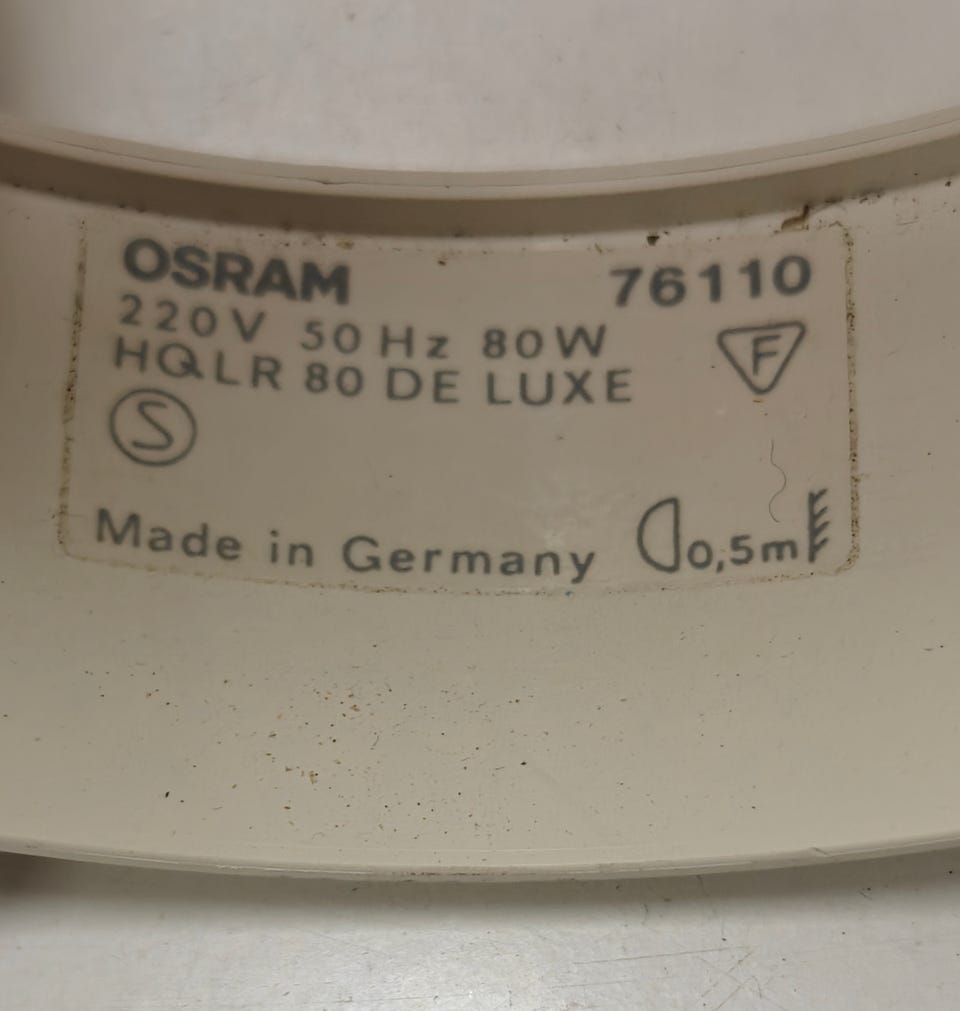 OSRAM 76110
220V 50Hz 80W
HQLR 80 DE LUXE
F
S
Made in Germany 0,5m